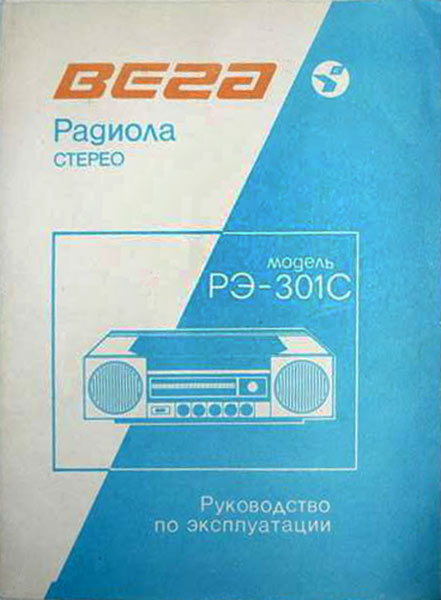 ВЕГА
Радиола
СТЕРЕО
модель
РЭ-301С
Руководство
по эксплуатации